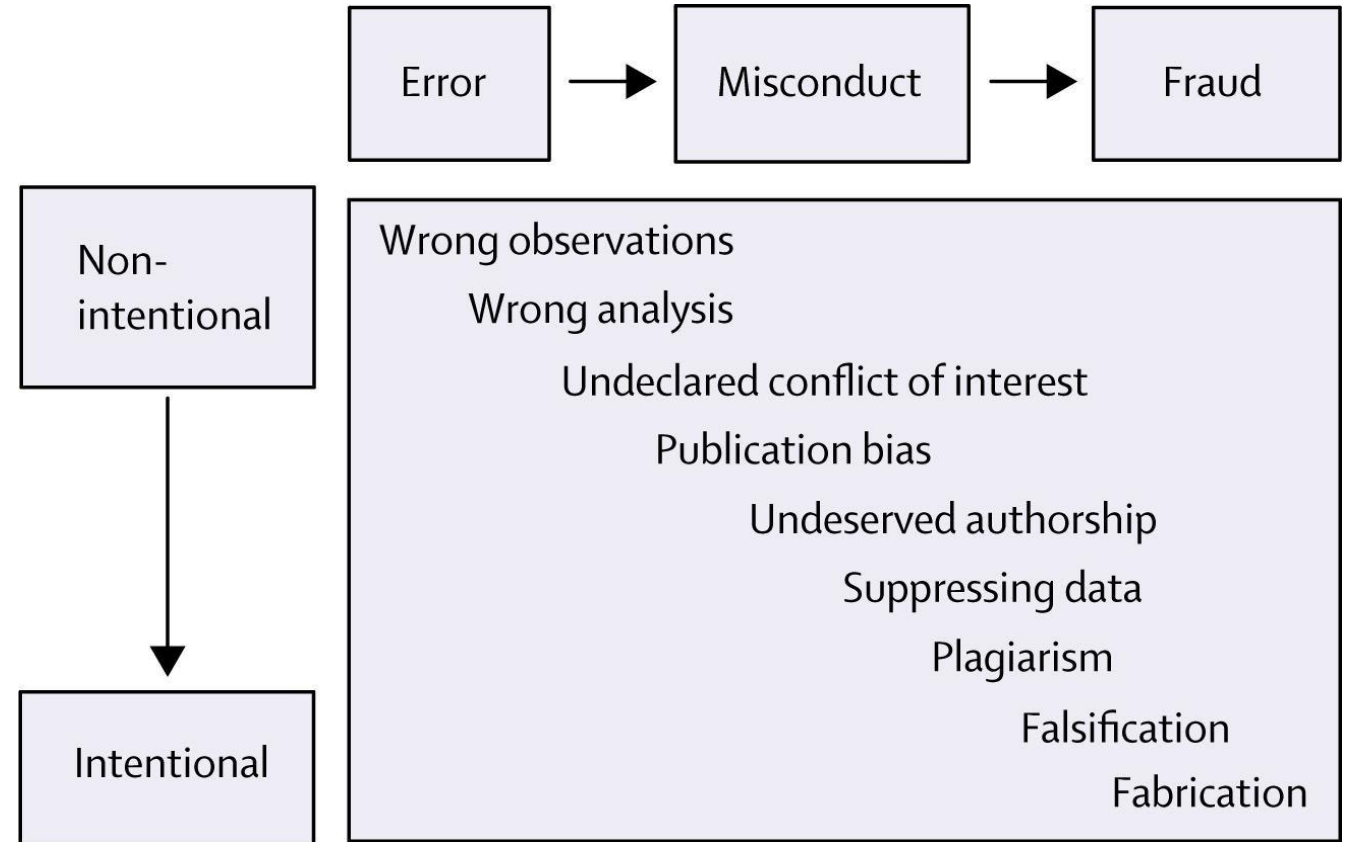 Error
Misconduct
Fraud
Non-
intentional
Wrong observations
Wrong analysis
Undeclared conflict of interest
Publication bias
Undeserved authorship
Suppressing data
Plagiarism
Falsification
Fabrication
Intentional